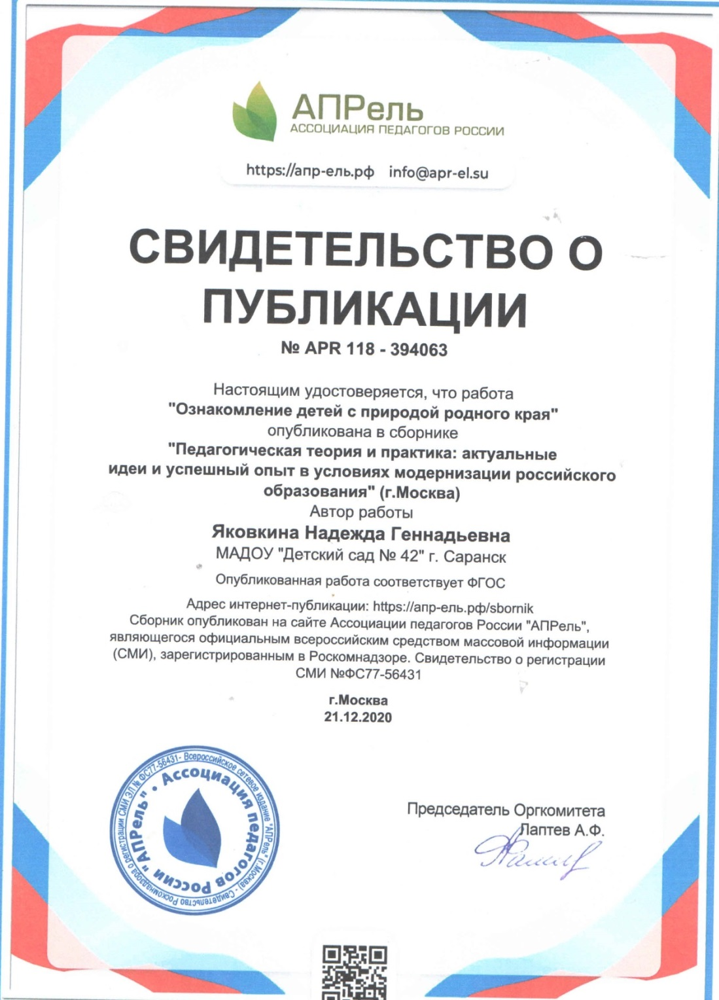 АПРель
АССОЦИАЦИЯ ПЕДАГОГОВ РОССИИ
https://апр-ель.рф info@apr-el.su
СВИДЕТЕЛЬСТВО О
ПУБЛИКАЦИИ
№ APR 118 - 394063
Настоящим удостоверяется, что работа
"Ознакомление детей с природой родного края"
опубликована в сборнике
"Педагогическая теория и практика: актуальные
идеи и успешный опыт в условиях модернизации российского
образования" (г.Москва)
Автор работы
Яковкина Надежда Геннадьевна
МАДОУ "Детский сад № 42" г. Саранск
Опубликованная работа соответствует ФГОС
Адрес интернет-публикации: https://апр-ель.рф/sbornik
Сборник опубликован на сайте Ассоциации педагогов России "АПРель",
являющегося официальным всероссийским средством массовой информации
(СМИ), зарегистрированным в Роскомнадзоре. Свидетельство о регистрации
СМИ №ФС77-56431
г.Москва
21.12.2020
Всероссийское сетевое издание "АПРель" (г.Москва) - Свидетельство Роскомнадзора о регистрации СМИ ЭЛ № ФС77-56431-
Ассоциация педагогов России "АПРель" •
Председатель Оргкомитета
Лаптев А.Ф.